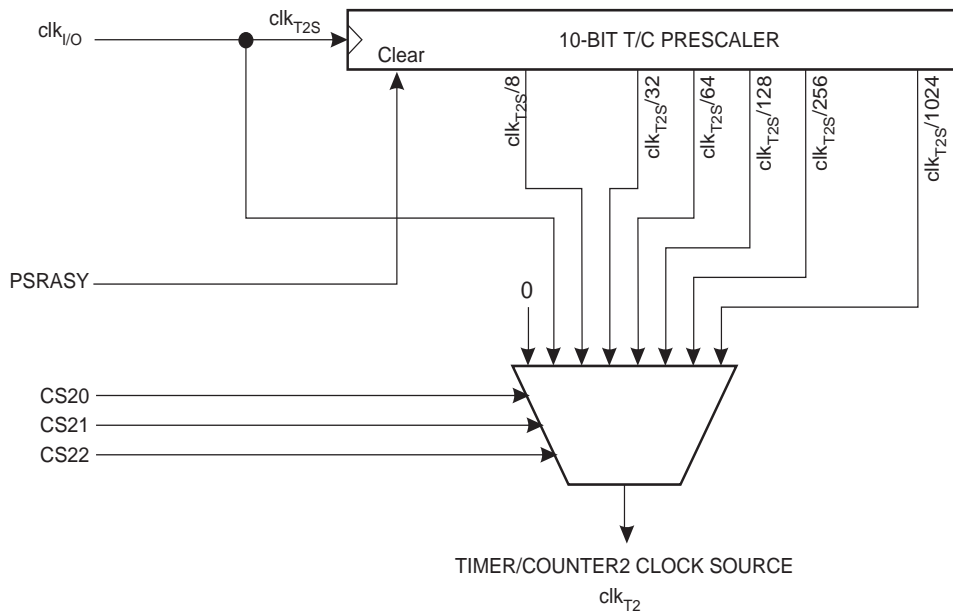 clkI/O
clkT2S
10-BIT T/C PRESCALER
Clear
clkT2S/8
clkT2S/32
clkT2S/64
clkT2S/128
clkT2S/256
clkT2S/1024
PSRASY
0
CS20
CS21
CS22
TIMER/COUNTER2 CLOCK SOURCE
clkT2